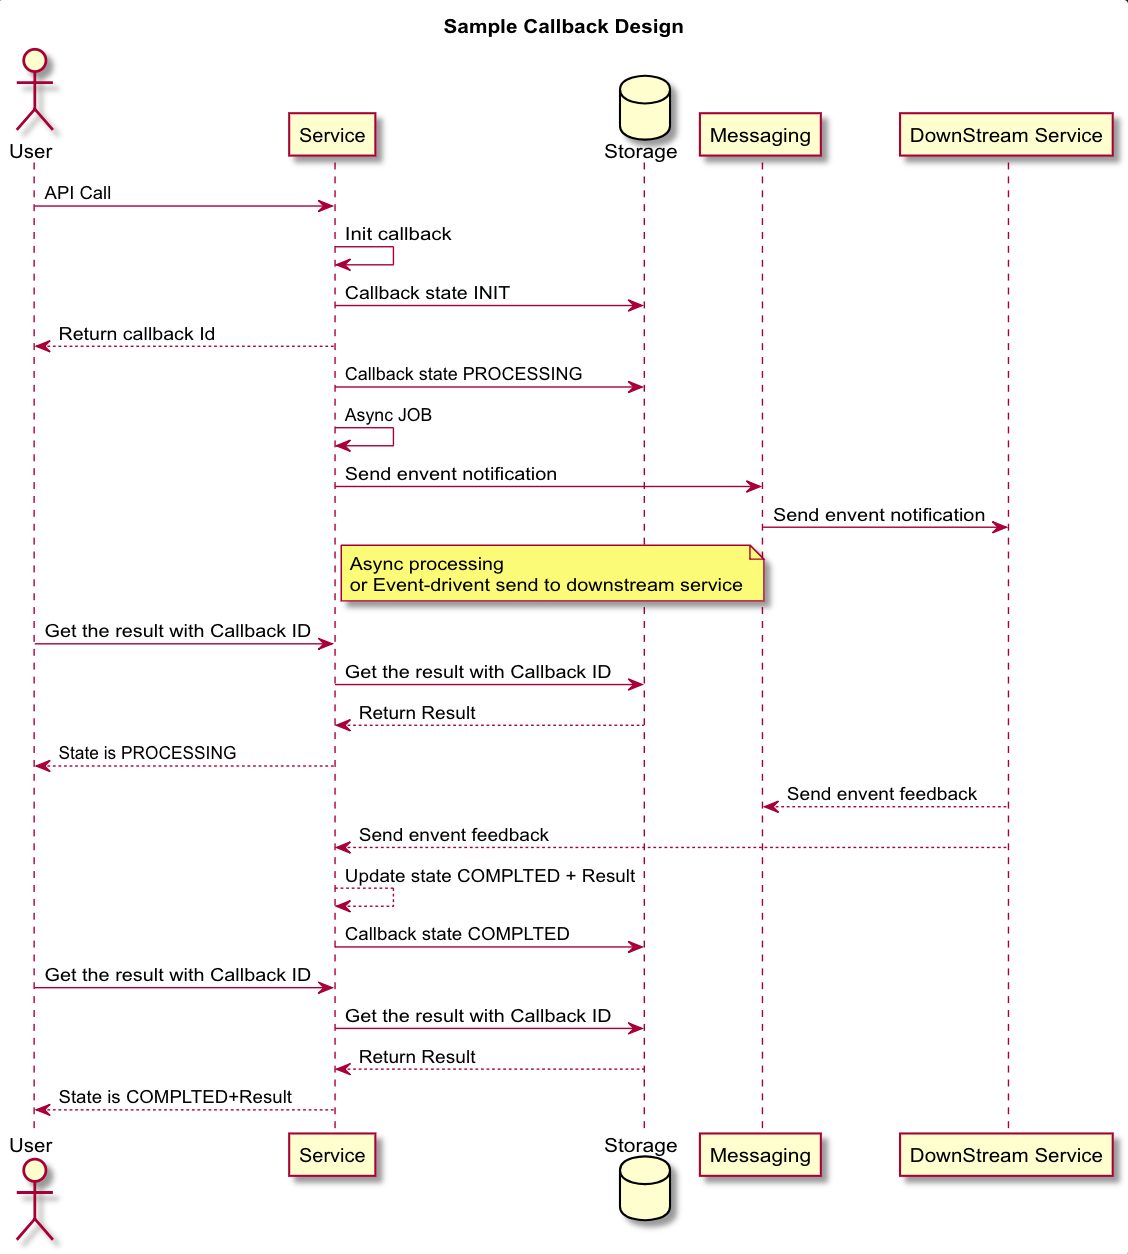 Sample Callback Design
User
Service
Storage
Messaging
DownStream Service
API Call
Init callback
Callback state INIT
Return callback Id
Callback state PROCESSING
Async JOB
Send envent notification
Send envent notification
Async processing
or Event-drivent send to downstream service
Get the result with Callback ID
Get the result with Callback ID
Return Result
State is PROCESSING
Send envent feedback
Send envent feedback
Update state COMPLTED + Result
Callback state COMPLTED
Get the result with Callback ID
Get the result with Callback ID
Return Result
State is COMPLTED+Result
User
Service
Storage
Messaging
DownStream Service